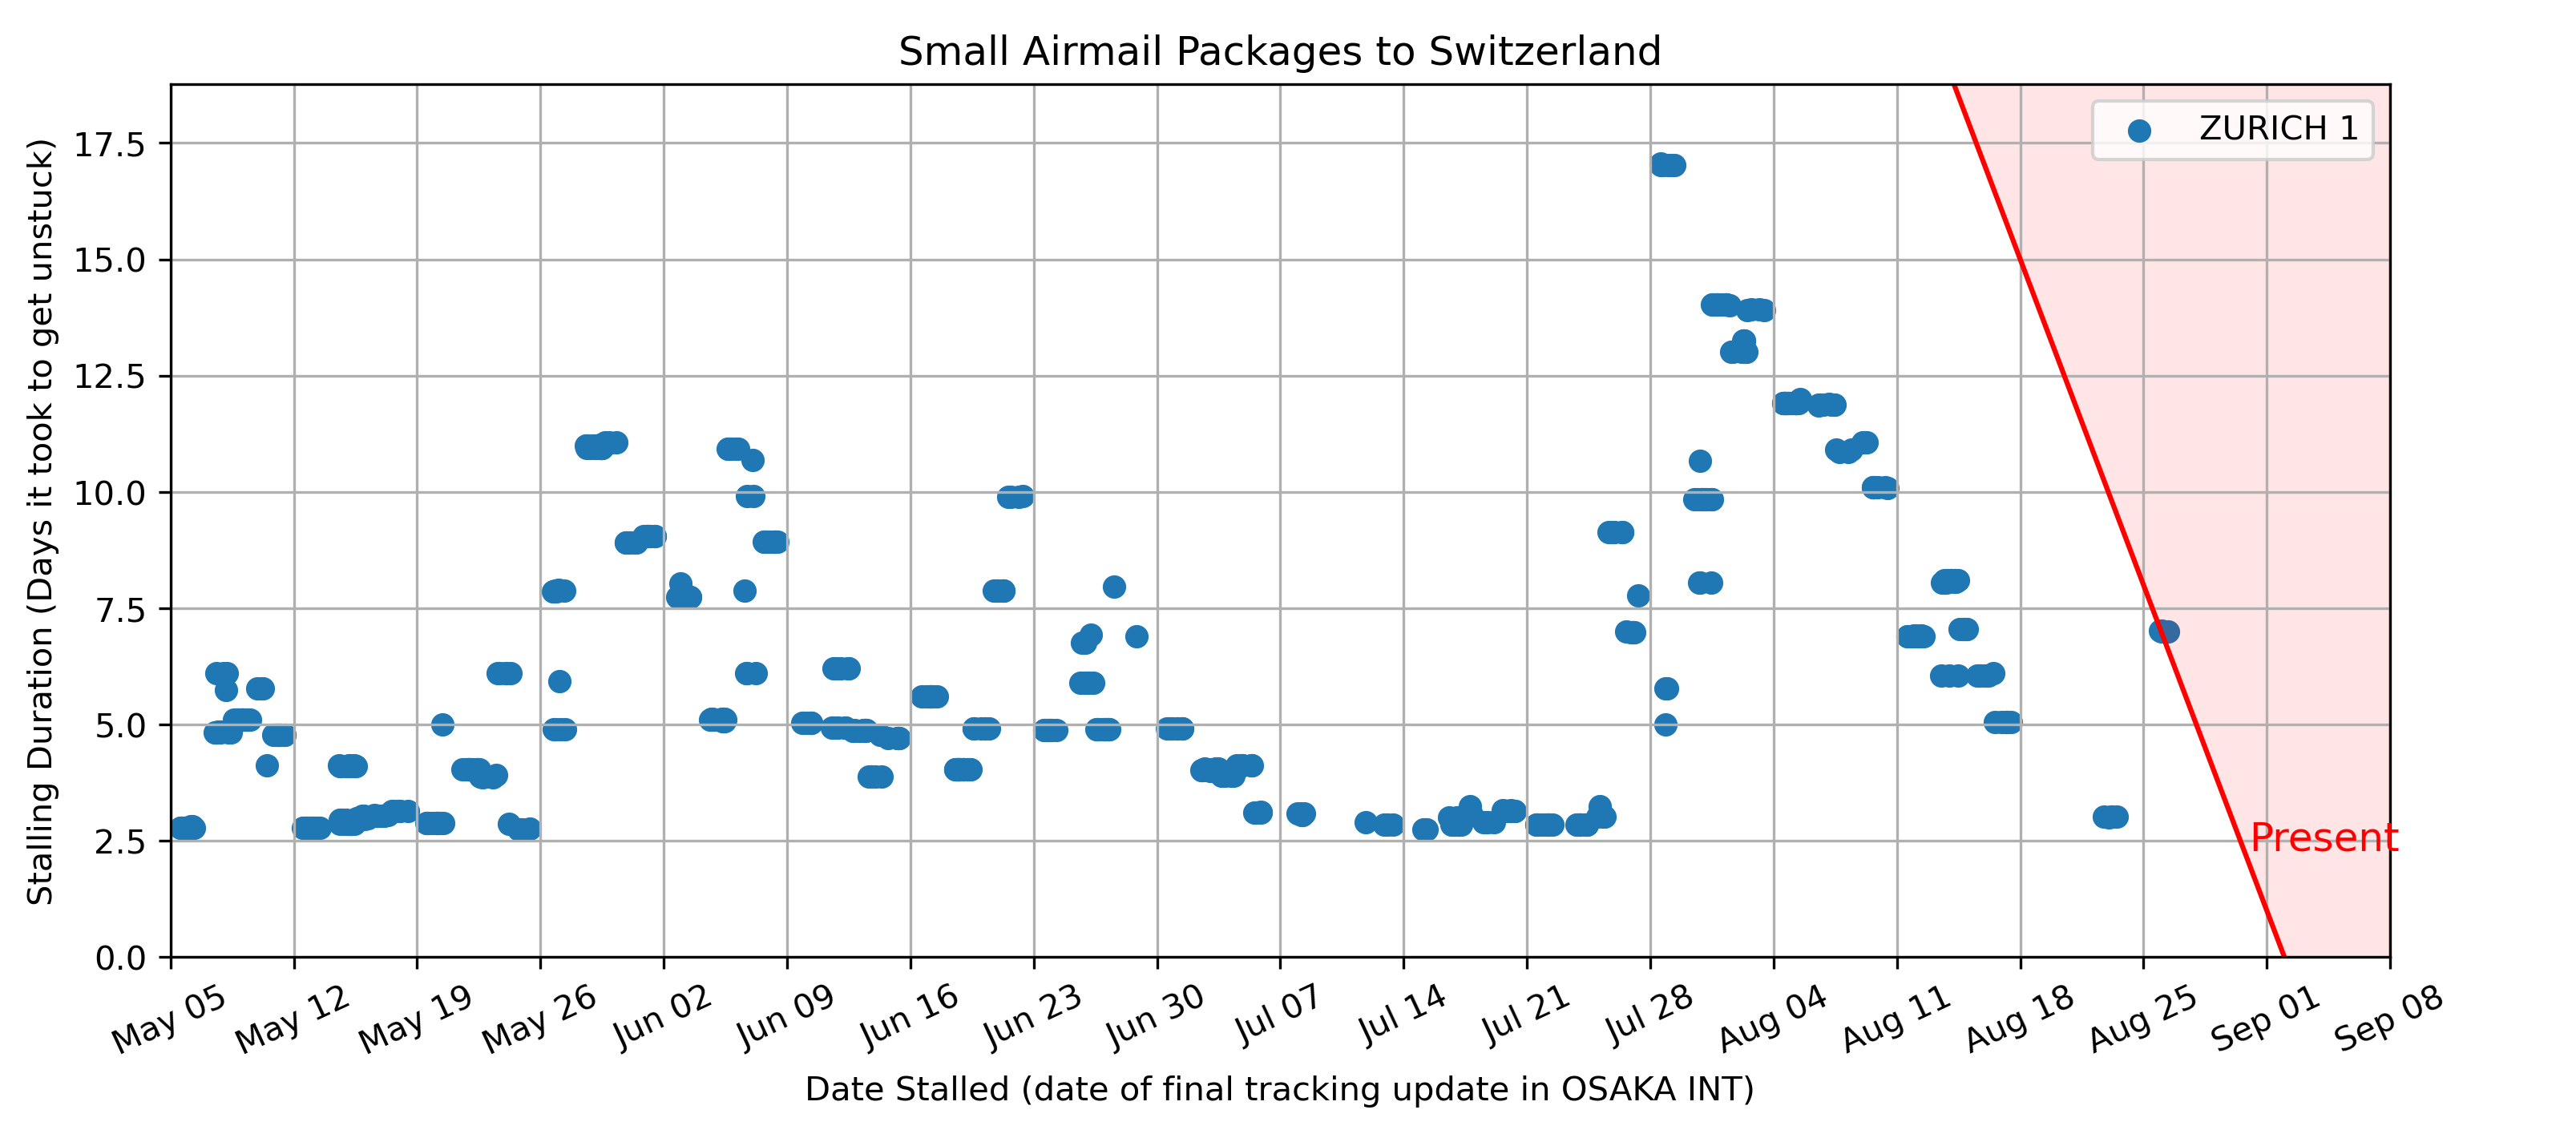 Small Airmail Packages to Switzerland
ZURICH 1
Stalling Duration (Days it took to get unstuck)
17.5
15.0
12.5
10.0
7.5
5.0
2.5
0.0
Present
May 05
May 12
May 19
May 26
Jun 02
Jun 09
Jun 16
Jun 23
Jun 30
Jul 07
Jul 14
Jul 21
Jul 28
Aug 04
Aug 11
Aug 18
Aug 25
Sep 01
Sep 08
Date Stalled (date of final tracking update in OSAKA INT)